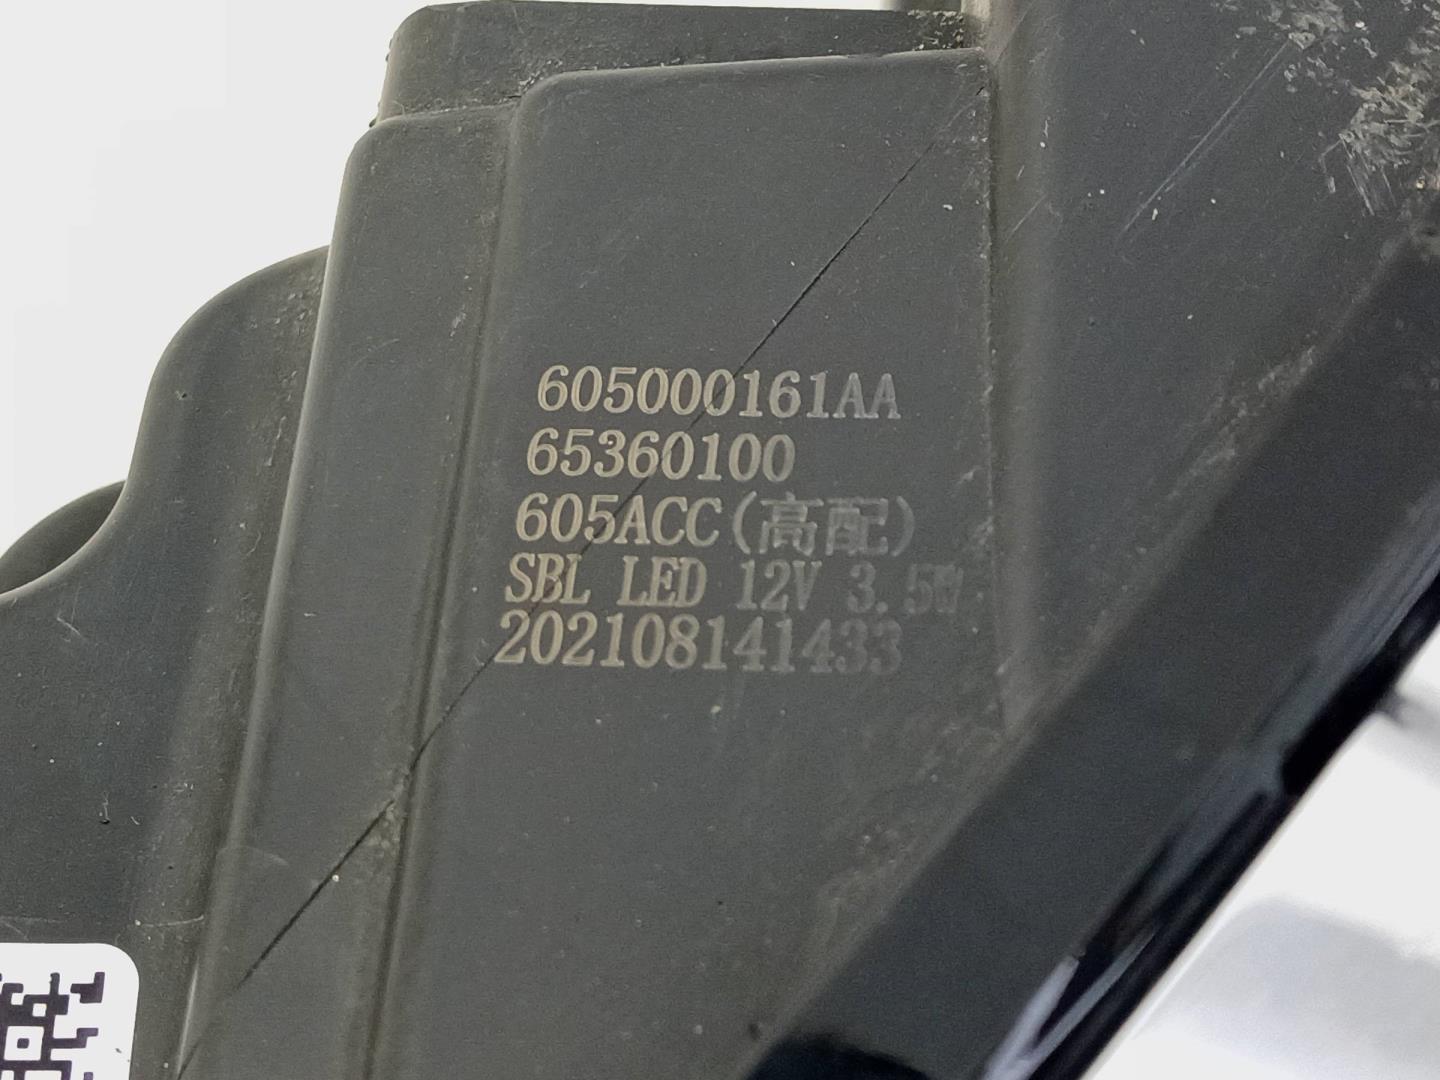 605000161AA
65360100
605ACC(高配)
SBL LED 12V 3.5W
202108141433